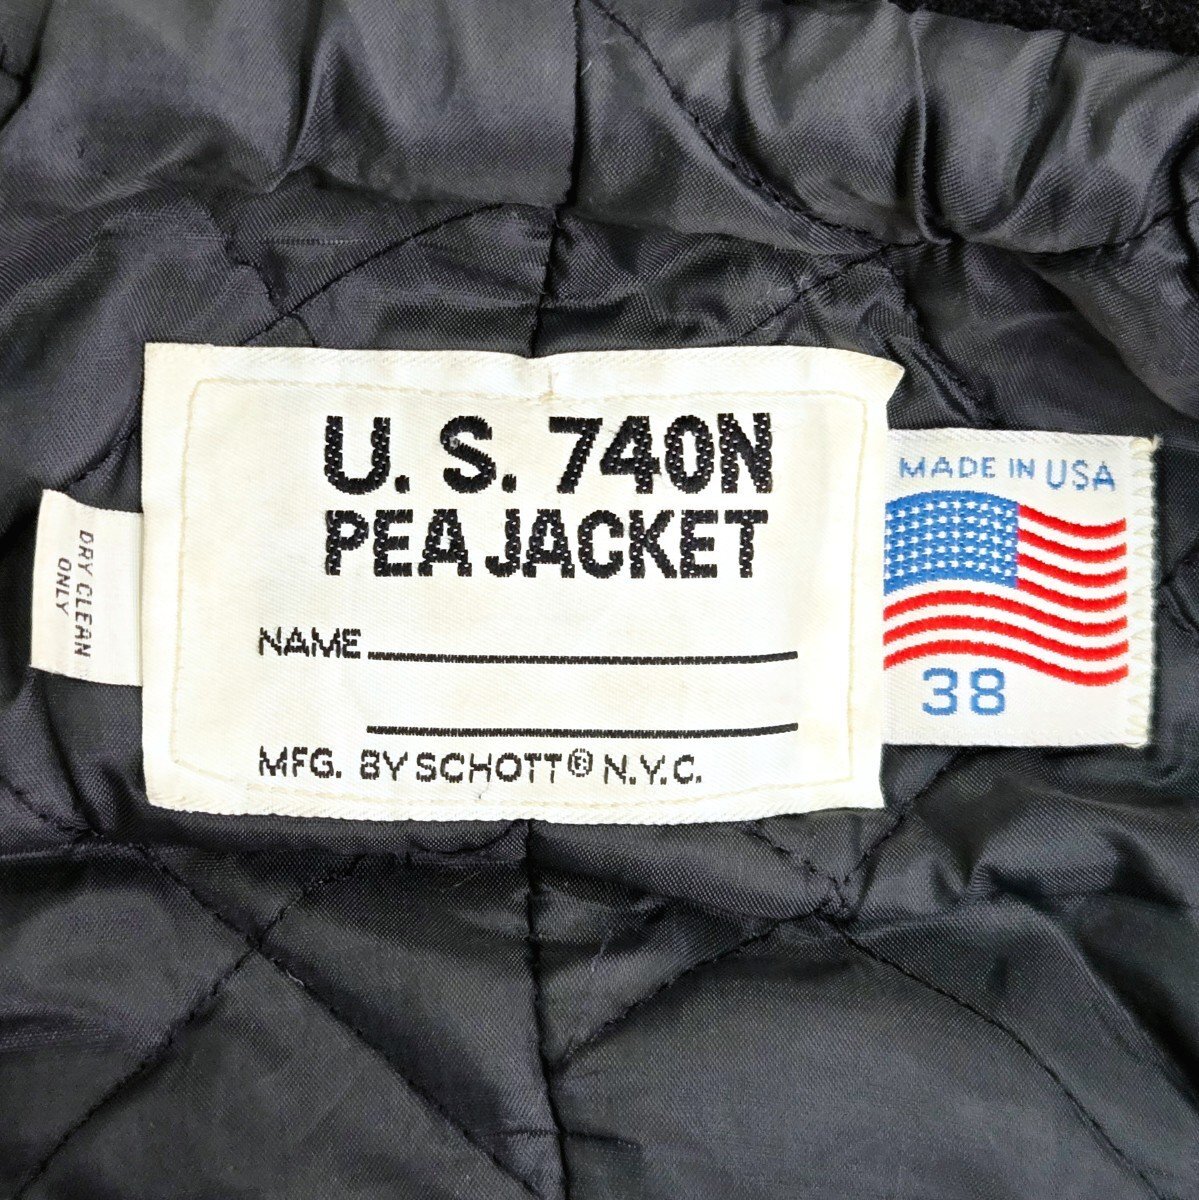 U. S. 740N
PEA JACKET
NAME
MFG. BY SCHOTT® N.Y.C.
MADE IN USA
38
DRY CLEAN
ONLY